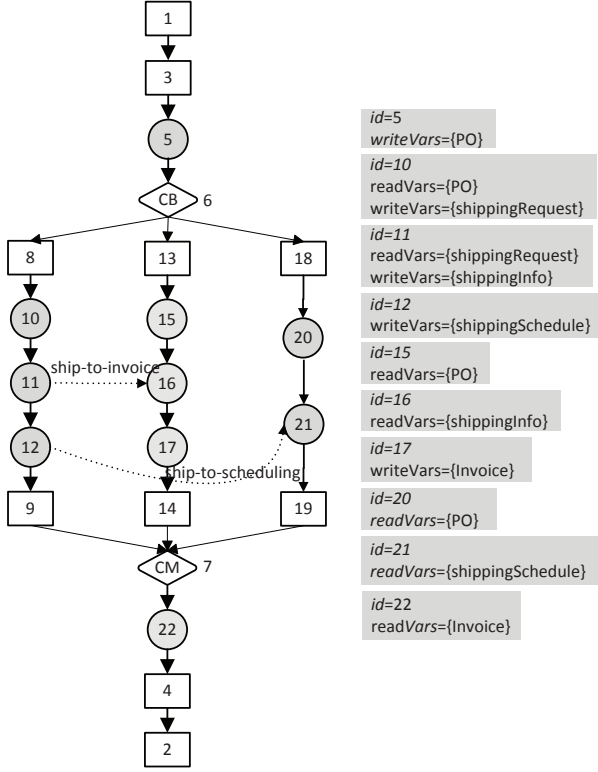 1
3
5
CB 6
8 13 18
10 15
20
ship-to-invoice
11 16
21
12 17
ship-to-scheduling
9 14 19
CM 7
22
4
2
id=5
writeVars={PO}
id=10
readVars={PO}
writeVars={shippingRequest}
id=11
readVars={shippingRequest}
writeVars={shippingInfo}
id=12
writeVars={shippingSchedule}
id=15
readVars={PO}
id=16
readVars={shippingInfo}
id=17
writeVars={Invoice}
id=20
readVars={PO}
id=21
readVars={shippingSchedule}
id=22
readVars={Invoice}